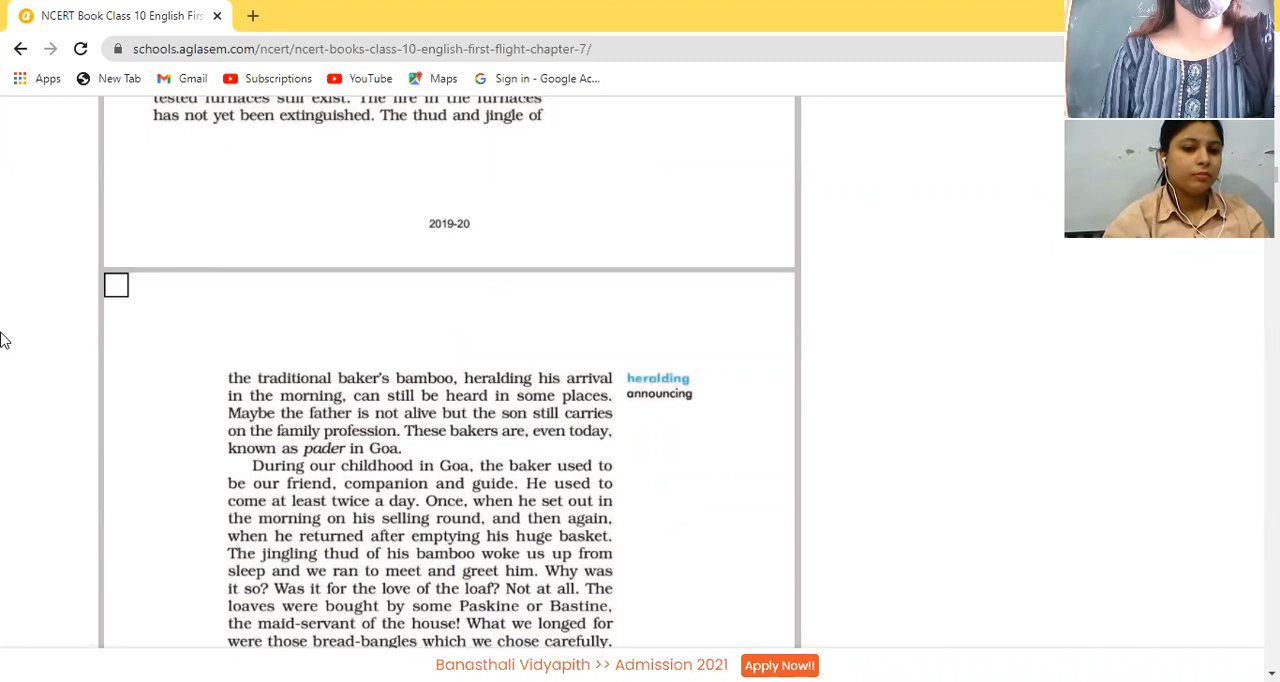 NCERT Book Class 10 English Firs
schools.aglasem.com/ncert/ncert-books-class-10-english-first-flight-chapter-7/
Apps New Tab Gmail Subscriptions YouTube Maps Sign in - Google Ac...
tested furnaces still exist. The fire in the furnaces
has not yet been extinguished. The thud and jingle of
2019-20
the traditional baker's bamboo, heralding his arrival
in the morning, can still be heard in some places.
Maybe the father is not alive but the son still carries
on the family profession. These bakers are, even today,
known as pader in Goa.
heralding
announcing
During our childhood in Goa, the baker used to
be our friend, companion and guide. He used to
come at least twice a day. Once, when he set out in
the morning on his selling round, and then again,
when he returned after emptying his huge basket.
The jingling thud of his bamboo woke us up from
sleep and we ran to meet and greet him. Why was
it so? Was it for the love of the loaf? Not at all. The
loaves were bought by some Paskine or Bastine,
the maid-servant of the house! What we longed for
were those bread-bangles which we chose carefully.
Banasthali Vidyapith >> Admission 2021 Apply Now!!